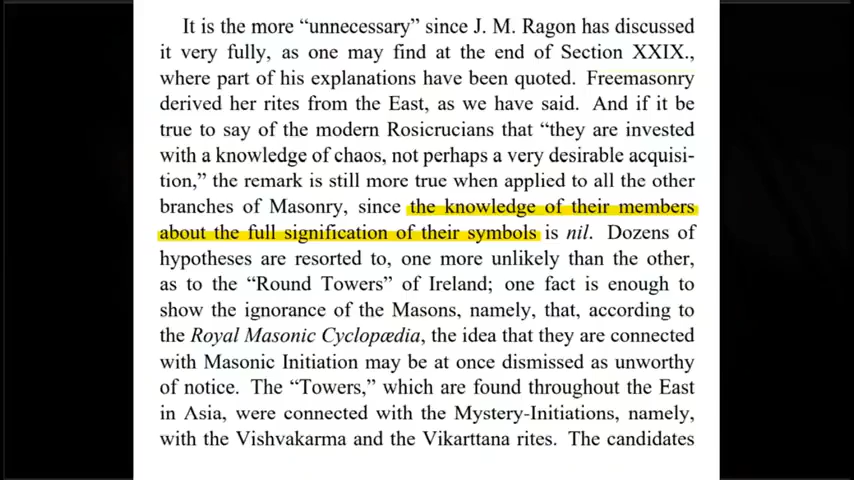 It is the more “unnecessary” since J. M. Ragon has discussed
it very fully, as one may find at the end of Section XXIX.,
where part of his explanations have been quoted. Freemasonry
derived her rites from the East, as we have said. And if it be
true to say of the modern Rosicrucians that “they are invested
with a knowledge of chaos, not perhaps a very desirable acquisi-
tion,” the remark is still more true when applied to all the other
branches of Masonry, since the knowledge of their members
about the full signification of their symbols is nil. Dozens of
hypotheses are resorted to, one more unlikely than the other,
as to the “Round Towers” of Ireland; one fact is enough to
show the ignorance of the Masons, namely, that, according to
the Royal Masonic Cyclopædia, the idea that they are connected
with Masonic Initiation may be at once dismissed as unworthy
of notice. The “Towers,” which are found throughout the East
in Asia, were connected with the Mystery-Initiations, namely,
with the Vishvakarma and the Vikarttana rites. The candidates